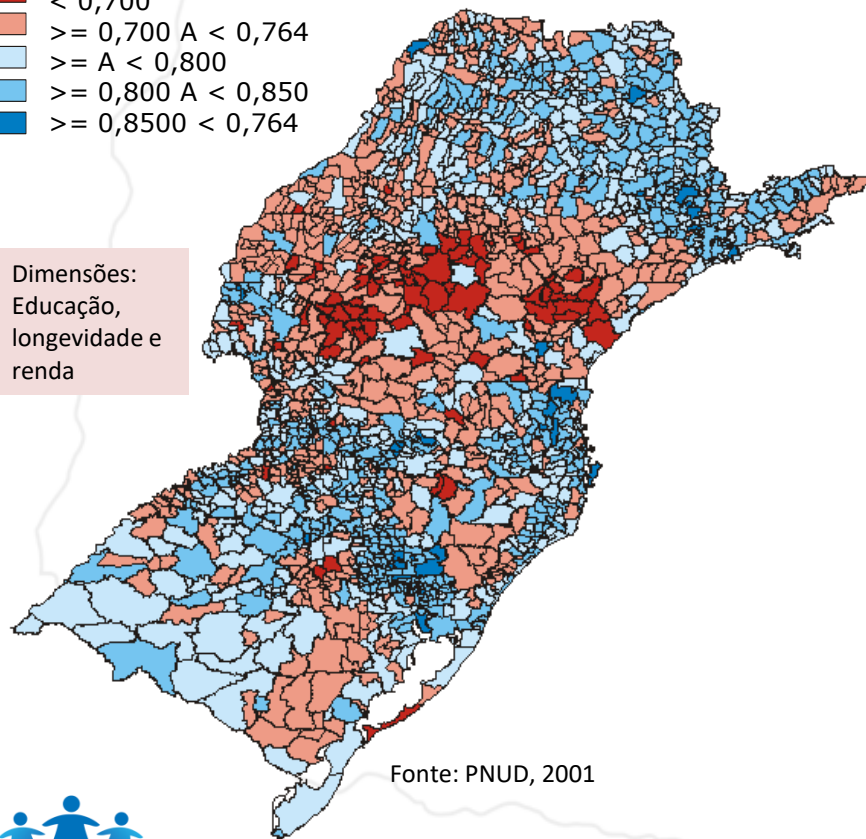 < 0,700
>= 0,700 A < 0,764
>= A < 0,800
>= 0,800 A < 0,850
>= 0,8500 < 0,764
Dimensões:
Educação,
longevidade e
renda
Fonte: PNUD, 2001